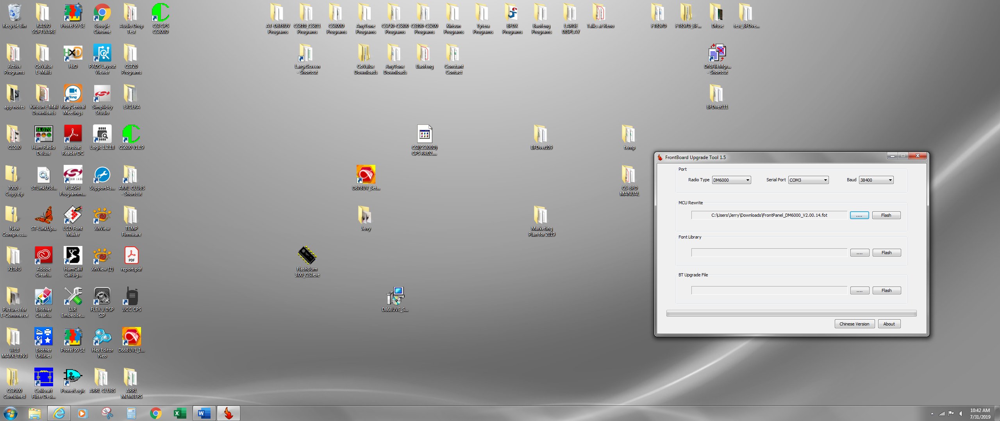 Recycle Bin
RADIO
SOFTWARE
Protel 99 SE
Google
Chrome
Audio Drop
Test
CSI CPS
CS800D
AT-D878UV
Programs
CS810_CS811
Programs
CS800D
Programs
AnyTone
Programs
CS750-CS800
Programs
CS100-CS200
Programs
Kirisun
Programs
Tytera
Programs
BFDX
Programs
Baofeng
Programs
LARGE
DISPLAY
Talks at Reno
FT857D
FT857D_BF...
Dfuse
test_BFDve...
Active
Programs
CoValue
E-Mails
HxD
HxD
PADS Layout
Viewer
CS720
Programs
LargeScreen
- Shortcut
CoValue
Downloads
AnyTone
Downloads
Baofeng
Constant
Contact
DfuFileMgr...
- Shortcut
app notes
Kirisun E Mail
Downloads
Ring
RingCentral
Meetings
Simplicity
Studio
EXCERA
BFDver111
CS580
14.070
Ham Radio
Deluxe
Acrobat
Reader DC
Logic 1.2.18
CS600 V1.19
CSI(CS800D)
CPS R4.02....
BFDver109
temp
7000 -
Copy.zip
STLinkUSB...
FLASH
Programm...
SupportAs...
ARRL CLUBS
- Shortcut
D878UV_Set...
CS-BFD
MANUAL
New
Compress...
ST-LinkUp...
LCD Font
Maker
XnView
TEMP
Firmware
Jerry
Marketing
Plan for 2019
X108G
Adobe
Creati...
HamCall
Callsig...
XnView (2)
PDF
report.pdf
FlashBurn
3.00_CSI.exe
Pictures for
E-Commerce
Brother
Creati...
IAR
Embedde...
FLEX V DSP
SIP
JJCC CPS
D868UVE_S...
WEB
MARKETING
Brother
Utilities
Protel 99 SE
Hex Editor
Neo
D868UVE_1...
CS7000
Combined
Coilcraft
Filter Desi...
PowerLogic
ARRL CLUBS
ARRL
MEMBERS
FrontBoard Upgrade Tool 1.5
Port
Radio Type DM6000 Serial Port COM3 Baud 38400
MCU Rewrite
C:\Users\Jerry\Downloads\FrontPanel_DM6000_V2.00.14.fot .... Flash
Font Library
.... Flash
BT Upgrade File
.... Flash
Chinese Version About
10:42 AM
7/31/2019